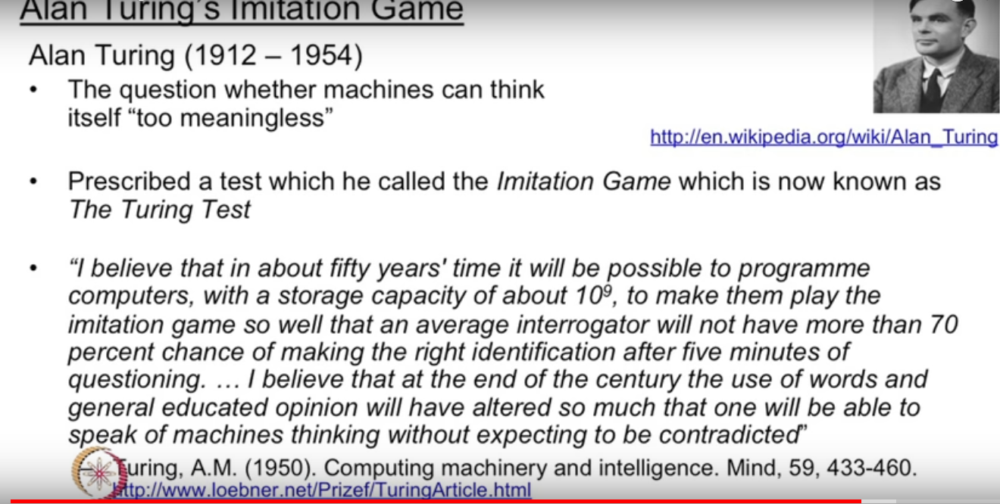 Alan Turing's Imitation Game
Alan Turing (1912 – 1954)
• The question whether machines can think
itself “too meaningless”
http://en.wikipedia.org/wiki/Alan_Turing
• Prescribed a test which he called the Imitation Game which is now known as
The Turing Test
• “I believe that in about fifty years' time it will be possible to programme
computers, with a storage capacity of about 10⁹, to make them play the
imitation game so well that an average interrogator will not have more than 70
percent chance of making the right identification after five minutes of
questioning. … I believe that at the end of the century the use of words and
general educated opinion will have altered so much that one will be able to
speak of machines thinking without expecting to be contradicted”
Turing, A.M. (1950). Computing machinery and intelligence. Mind, 59, 433-460.
http://www.loebner.net/Prizef/TuringArticle.html